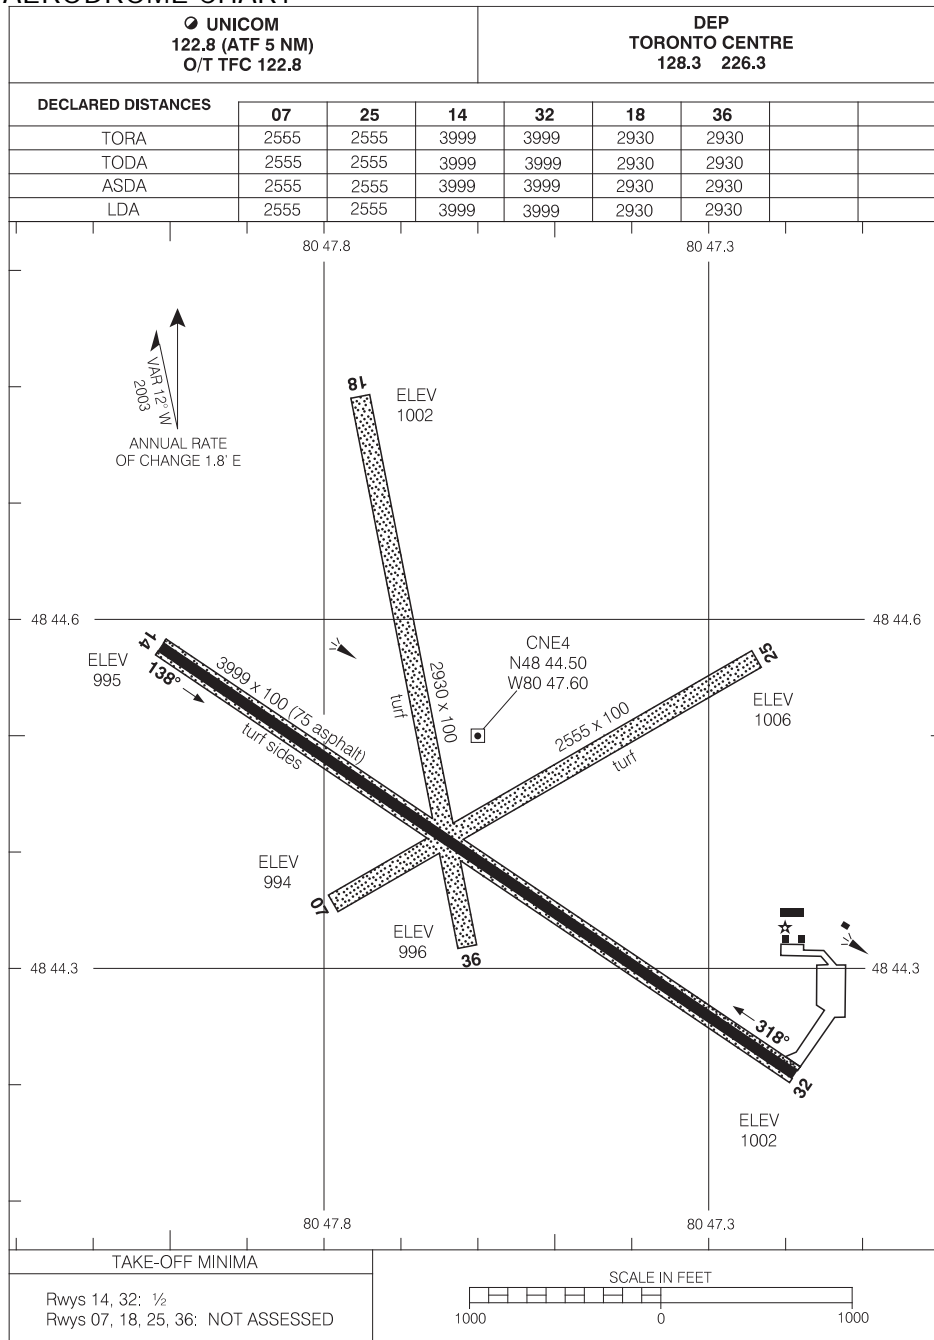 AERODROME CHART
UNICOM
122.8 (ATF 5 NM)
O/T TFC 122.8
DEP
TORONTO CENTRE
128.3 226.3
DECLARED DISTANCES 07 25 14 32 18 36
TORA 2555 2555 3999 3999 2930 2930
TODA 2555 2555 3999 3999 2930 2930
ASDA 2555 2555 3999 3999 2930 2930
LDA 2555 2555 3999 3999 2930 2930
80 47.8 80 47.3
VAR 12° W
2003
ANNUAL RATE
OF CHANGE 1.8' E
18
ELEV
1002
48 44.6 48 44.6
14
ELEV
995
138°
3999 x 100 (75 asphalt)
turf sides
2930 x 100
turf
CNE4
N48 44.50
W80 47.60
25
ELEV
1006
2555 x 100
turf
ELEV
994
07
ELEV
996
36
48 44.3 48 44.3
318°
32
ELEV
1002
80 47.8 80 47.3
TAKE-OFF MINIMA
Rwys 14, 32: ½
Rwys 07, 18, 25, 36: NOT ASSESSED
SCALE IN FEET
1000 0 1000